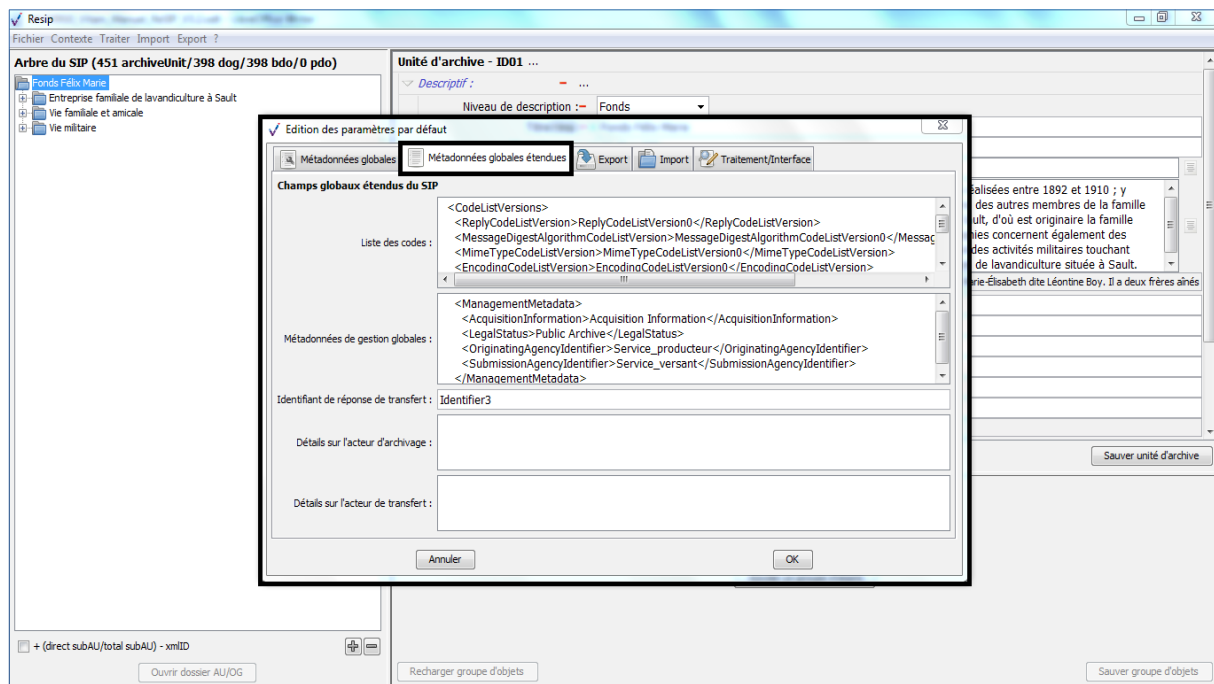 Resip
Fichier Contexte Traiter Import Export ?
Arbre du SIP (451 archiveUnit/398 dog/398 bdo/0 pdo)
Fonds Félix Marie
Entreprise familiale de lavandiculture à Sault
Vie familiale et amicale
Vie militaire
+ (direct subAU/total subAU) - xmlID
Ouvrir dossier AU/OG
Unité d'archive - ID01 ...
Descriptif : ...
Niveau de description : Fonds
éalisées entre 1892 et 1910 ; y
des autres membres de la famille
ult, d'où est originaire la famille
nies concernent également des
des activités militaires touchant
de lavandiculture située à Sault.
arie-Élisabeth dite Léontine Boy. Il a deux frères aînés
Sauver unité d'archive
Edition des paramètres par défaut
Métadonnées globales Métadonnées globales étendues Export Import Traitement/Interface
Champs globaux étendus du SIP
Liste des codes :
<CodeListVersions>
<ReplyCodeListVersion>ReplyCodeListVersion0</ReplyCodeListVersion>
<MessageDigestAlgorithmCodeListVersion>MessageDigestAlgorithmCodeListVersion0</Messag
<MimeTypeCodeListVersion>MimeTypeCodeListVersion0</MimeTypeCodeListVersion>
<EncodingCodeListVersion>EncodingCodeListVersion0</EncodingCodeListVersion>
Métadonnées de gestion globales :
<ManagementMetadata>
<AcquisitionInformation>Acquisition Information</AcquisitionInformation>
<LegalStatus>Public Archive</LegalStatus>
<OriginatingAgencyIdentifier>Service_producteur</OriginatingAgencyIdentifier>
<SubmissionAgencyIdentifier>Service_versant</SubmissionAgencyIdentifier>
</ManagementMetadata>
Identifiant de réponse de transfert : Identifier3
Détails sur l'acteur d'archivage :
Détails sur l'acteur de transfert :
Annuler OK
Recharger groupe d'objets Sauver groupe d'objets